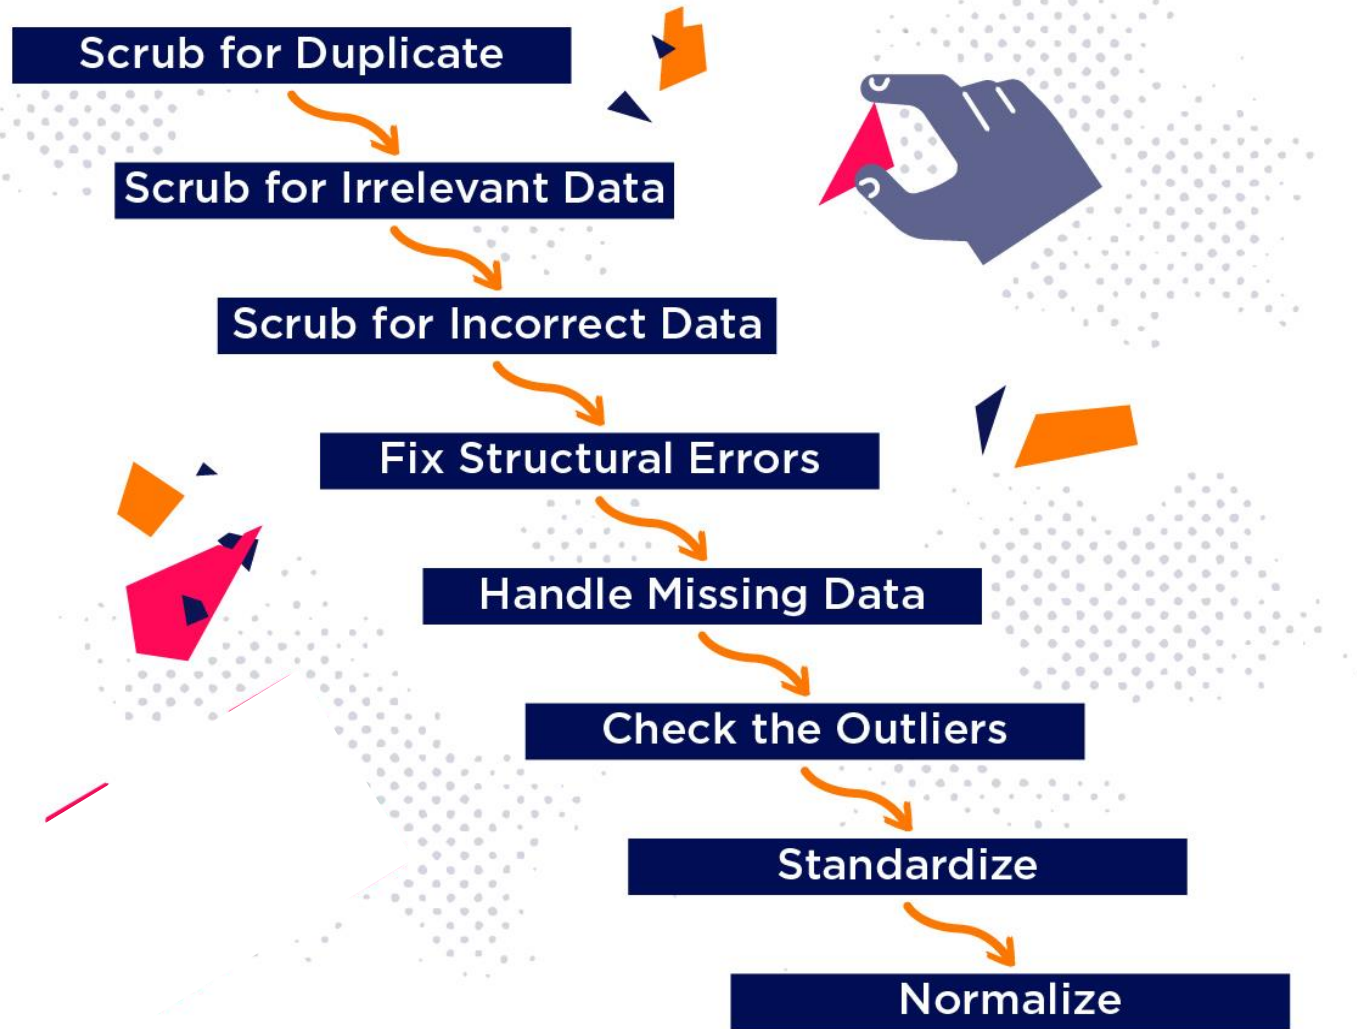 Scrub for Duplicate
Scrub for Irrelevant Data
Scrub for Incorrect Data
Fix Structural Errors
Handle Missing Data
Check the Outliers
Standardize
Normalize